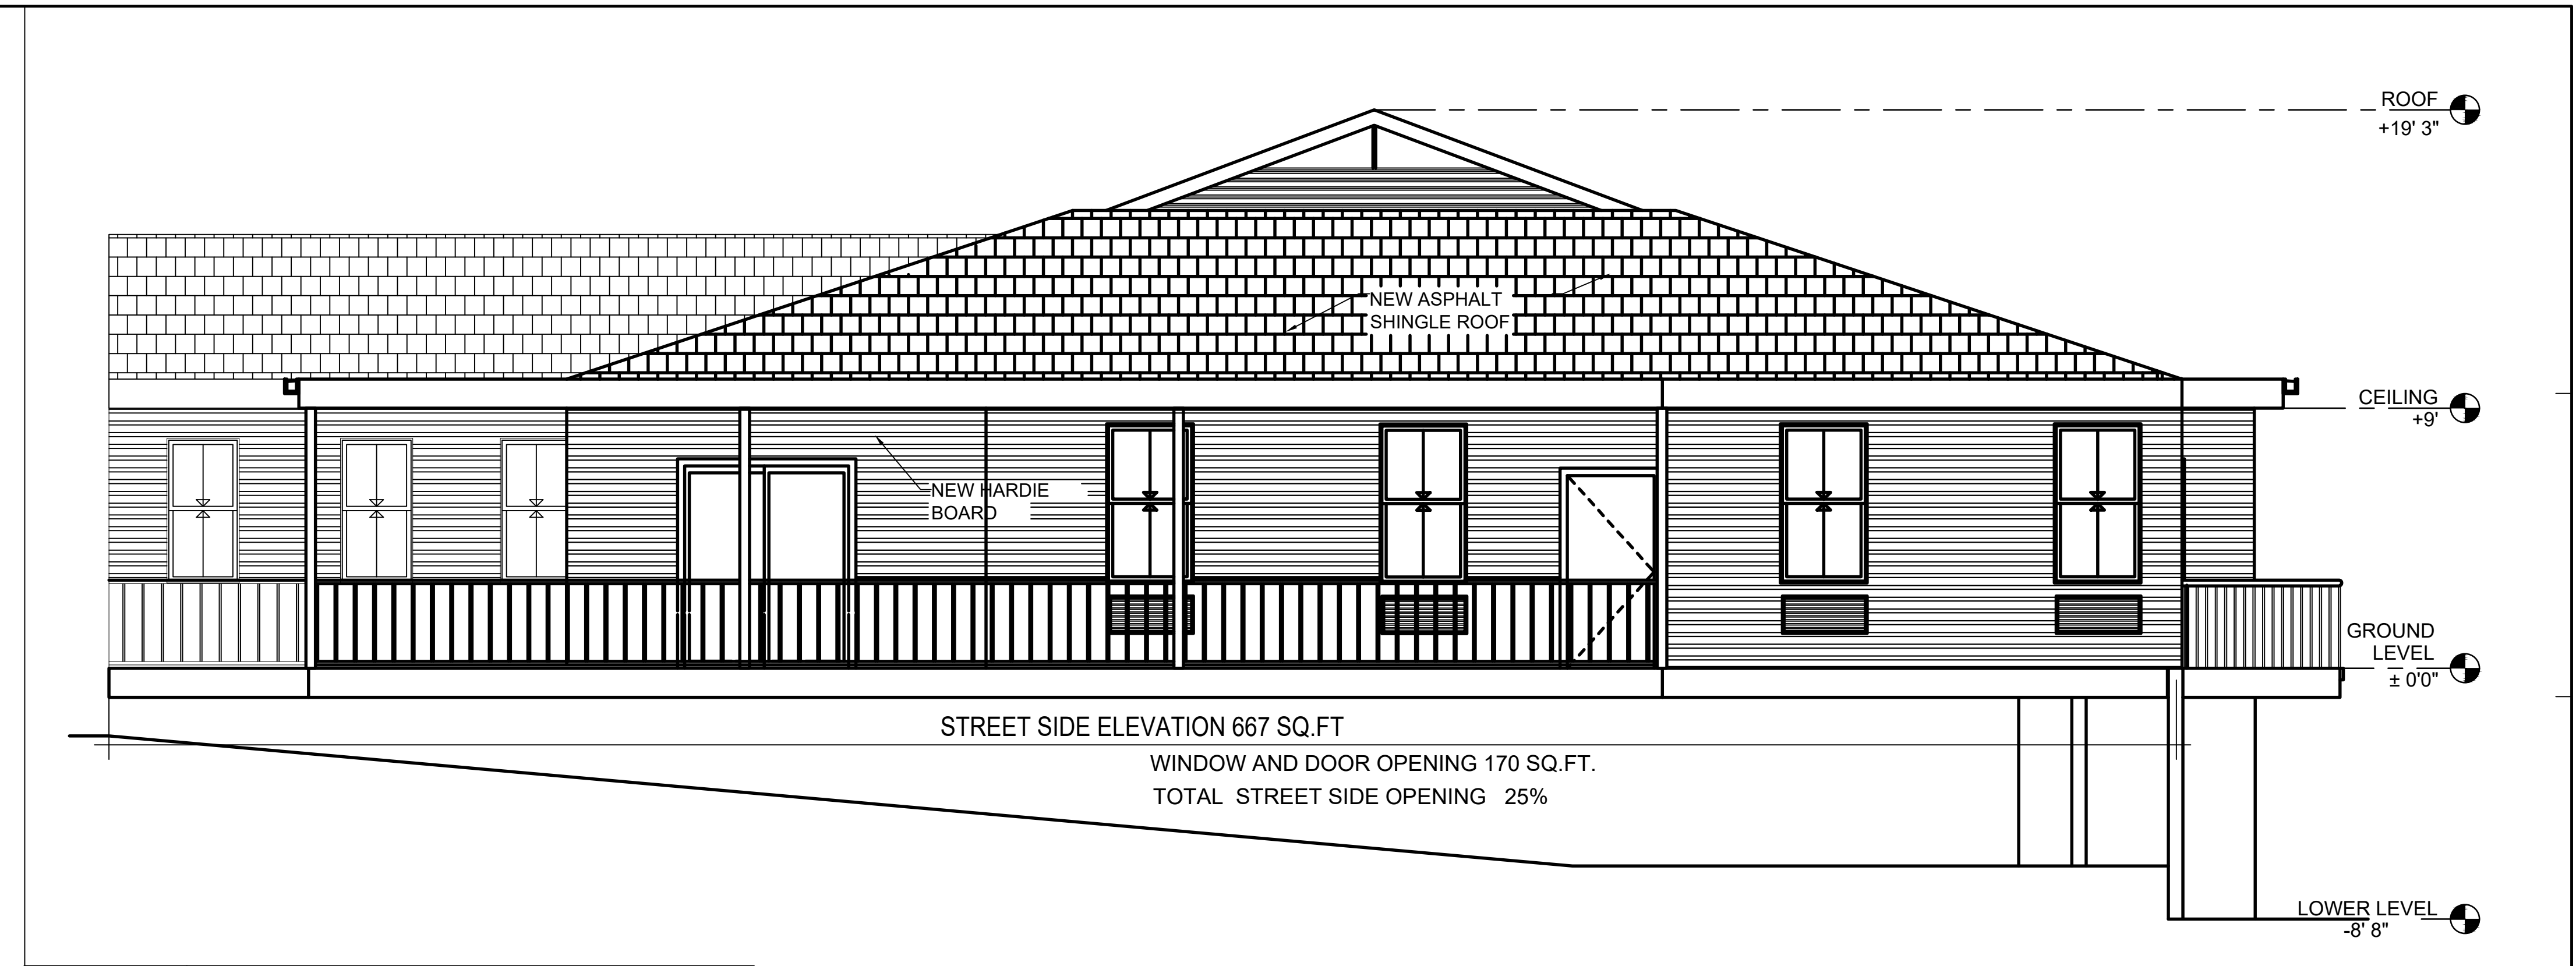 ROOF
+19' 3"
NEW ASPHALT
SHINGLE ROOF
CEILING
+9'
NEW HARDIE
BOARD
GROUND
LEVEL
± 0'0"
STREET SIDE ELEVATION 667 SQ.FT
WINDOW AND DOOR OPENING 170 SQ.FT.
TOTAL STREET SIDE OPENING 25%
LOWER LEVEL
-8' 8"